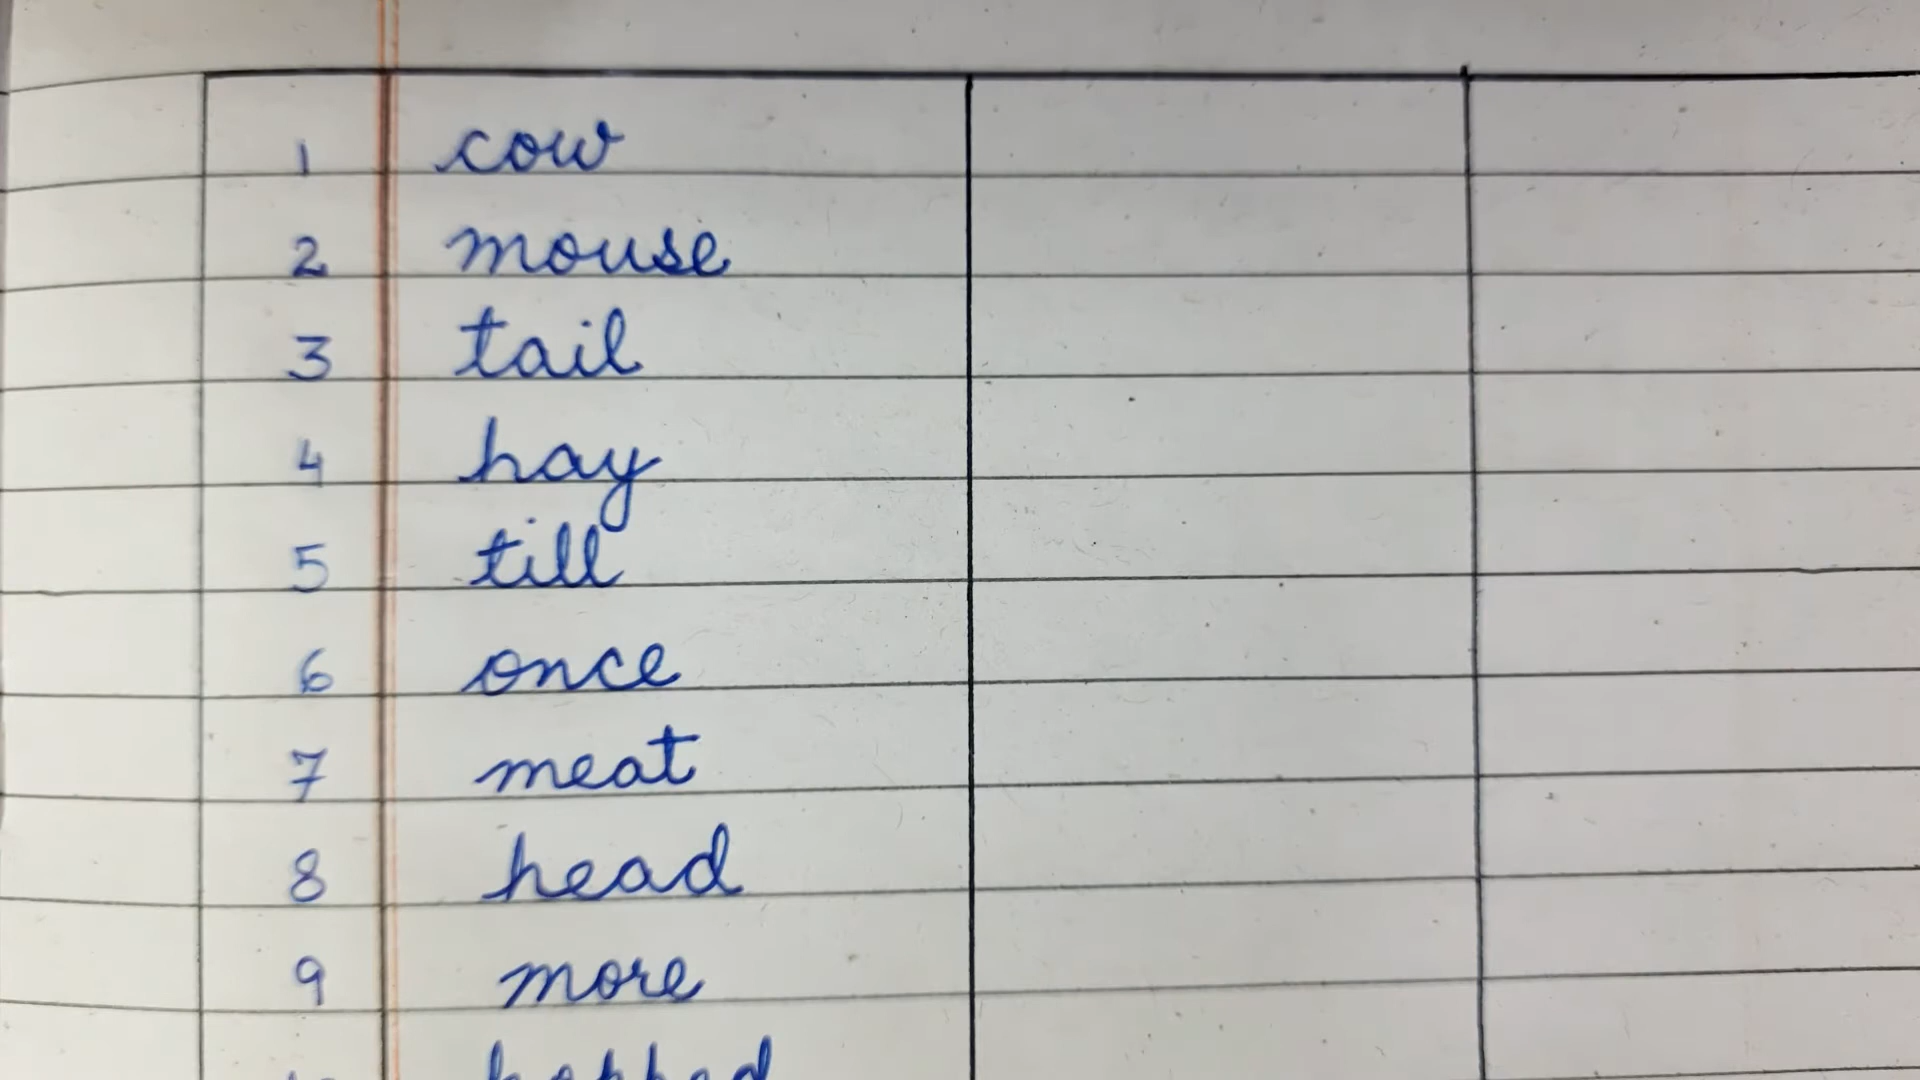 1 cow
2 mouse
3 tail
4 hay
5 till
6 once
7 meat
8 head
9 more